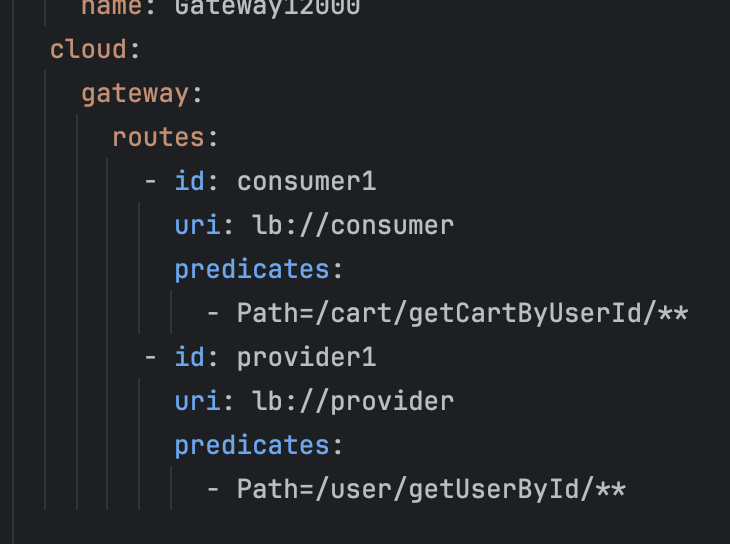 name: Gateway12000
cloud:
gateway:
routes:
- id: consumer1
uri: lb://consumer
predicates:
- Path=/cart/getCartByUserId/**
- id: provider1
uri: lb://provider
predicates:
- Path=/user/getUserById/**